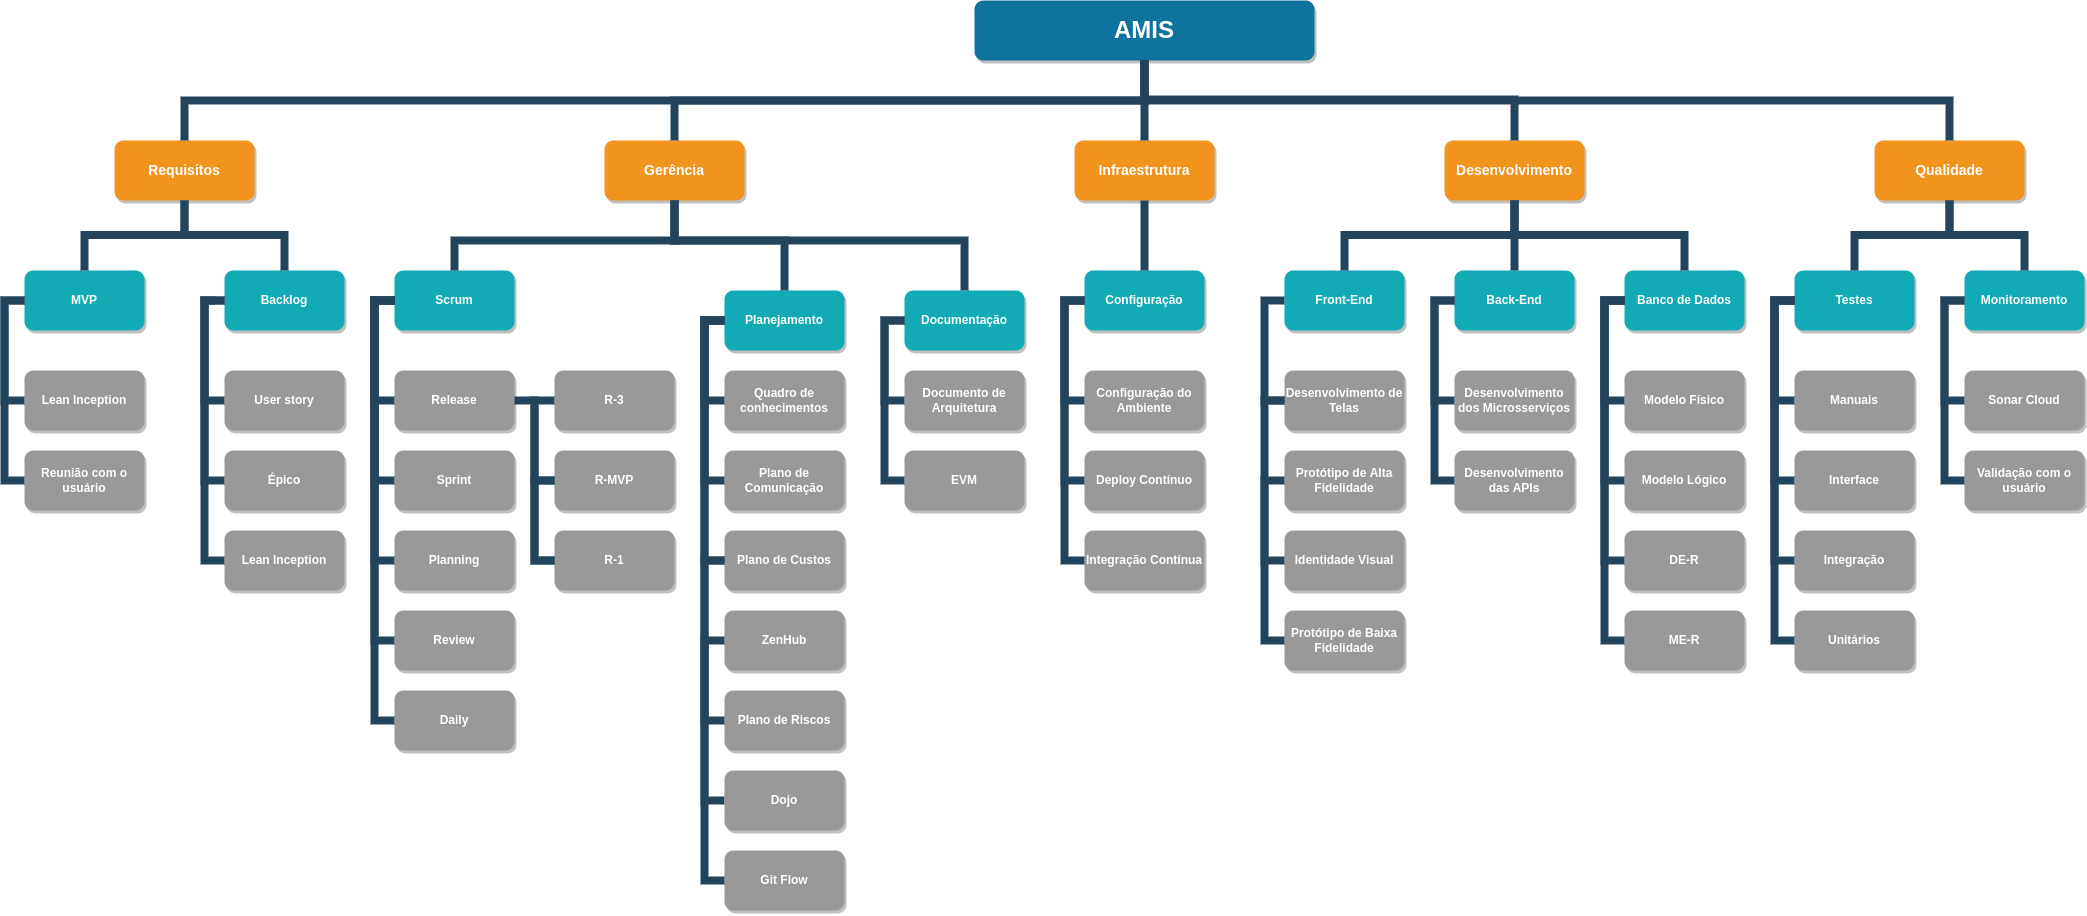 AMIS
Requisitos
Gerência
Infraestrutura
Desenvolvimento
Qualidade
MVP
Lean Inception
Reunião com o
usuário
Backlog
User story
Épico
Lean Inception
Scrum
Release
Sprint
Planning
Review
Daily
R-3
R-MVP
R-1
Planejamento
Quadro de
conhecimentos
Plano de
Comunicação
Plano de Custos
ZenHub
Plano de Riscos
Dojo
Git Flow
Documentação
Documento de
Arquitetura
EVM
Configuração
Configuração do
Ambiente
Deploy Contínuo
Integração Contínua
Front-End
Desenvolvimento de
Telas
Protótipo de Alta
Fidelidade
Identidade Visual
Protótipo de Baixa
Fidelidade
Back-End
Desenvolvimento
dos Microsserviços
Desenvolvimento
das APIs
Banco de Dados
Modelo Físico
Modelo Lógico
DE-R
ME-R
Testes
Manuais
Interface
Integração
Unitários
Monitoramento
Sonar Cloud
Validação com o
usuário